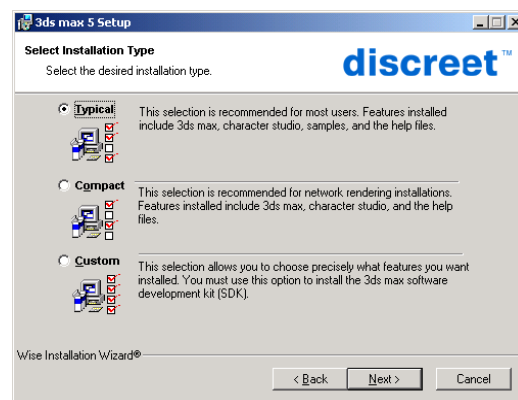 3ds max 5 Setup
Select Installation Type
Select the desired installation type.
discreet™
Typical
This selection is recommended for most users. Features installed
include 3ds max, character studio, samples, and the help files.
Compact
This selection is recommended for network rendering installations.
Features installed include 3ds max, character studio, and the help
files.
Custom
This selection allows you to choose precisely what features you want
installed. You must use this option to install the 3ds max software
development kit (SDK).
Wise Installation Wizard®
< Back
Next >
Cancel